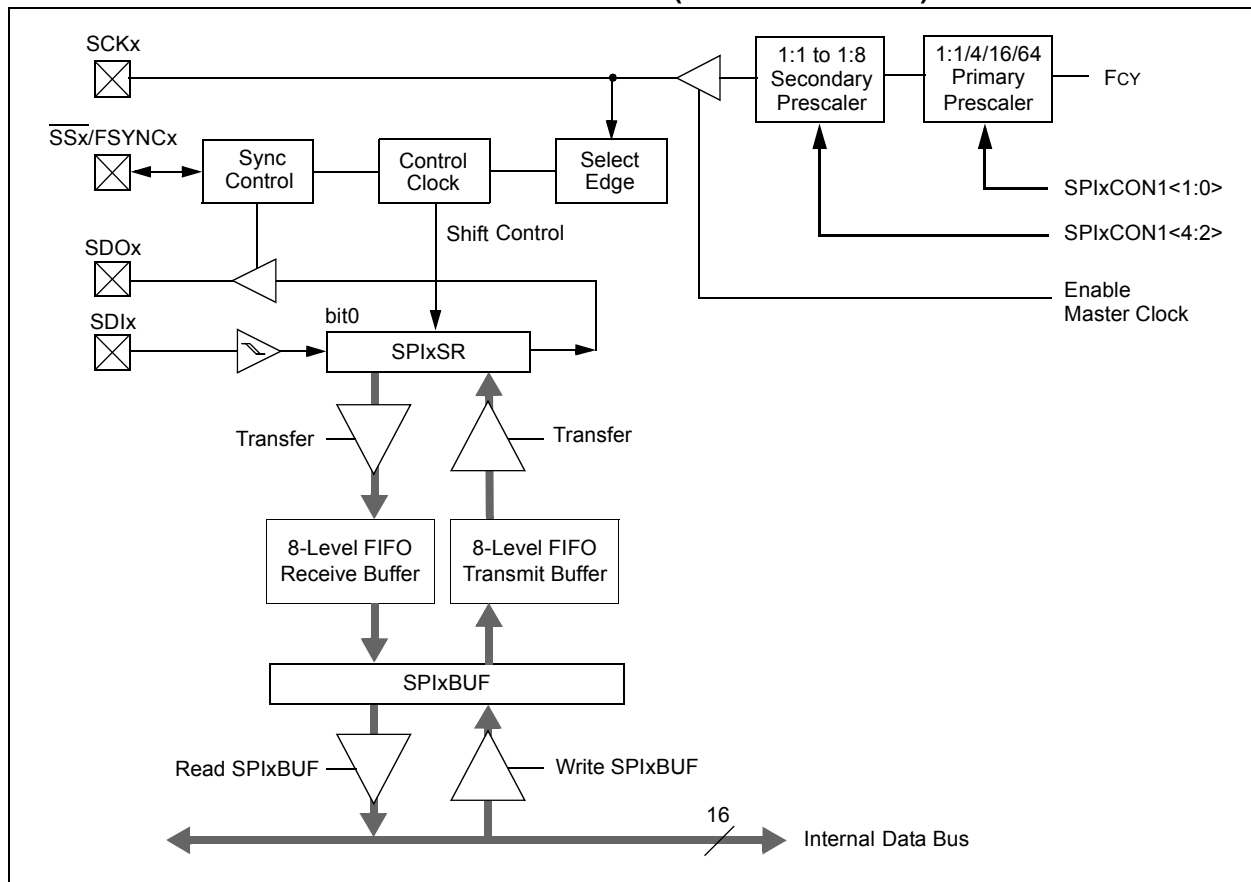 SCKx
1:1 to 1:8
Secondary
Prescaler
1:1/4/16/64
Primary
Prescaler
FCY
SSx/FSYNCx
Sync
Control
Control
Clock
Select
Edge
SPIxCON1<1:0>
Shift Control
SPIxCON1<4:2>
SDOx
Enable
Master Clock
SDIx
bit0
SPIxSR
Transfer
Transfer
8-Level FIFO
Receive Buffer
8-Level FIFO
Transmit Buffer
SPIxBUF
Read SPIxBUF
Write SPIxBUF
16
Internal Data Bus